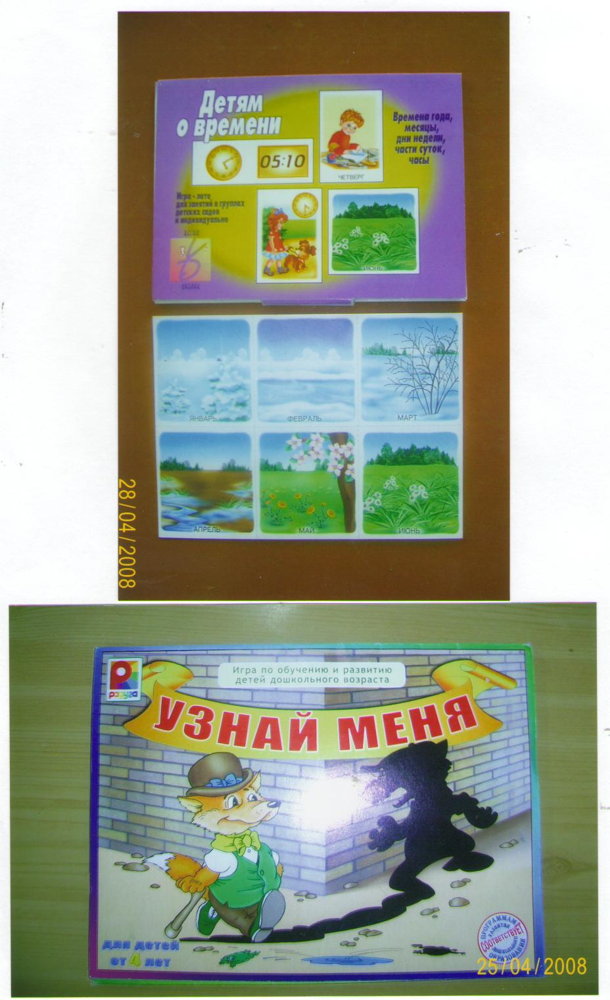 Детям
о времени
05:10
ЧЕТВЕРГ
Времена года,
месяцы,
дни недели,
части суток,
часы
Игра - лото
для занятий в группах
детских садов
и индивидуально
ИЮНЬ
ЯНВАРЬ
ФЕВРАЛЬ
МАРТ
АПРЕЛЬ
МАЙ
ИЮНЬ
28/04/2008
Радуга
Игра по обучению и развитию
детей дошкольного возраста
УЗНАЙ МЕНЯ
для детей
от 4 лет
ПРОГРАММАМ
РАЗВИТИЯ
СООТВЕТСТВУЕТ
ДОШКОЛЬНОГО
ОБРАЗОВАНИЯ
25/04/2008